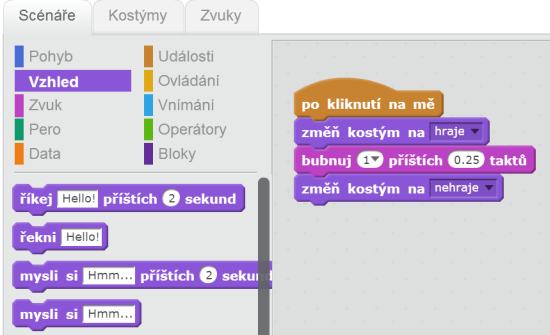 Scénáře Kostýmy Zvuky
Pohyb Události
Vzhled Ovládání
Zvuk Vnímání
Pero Operátory
Data Bloky
říkej Hello! příštích 2 sekund
řekni Hello!
mysli si Hmm... příštích 2 sekun
mysli si Hmm...
po kliknutí na mě
změň kostým na hraje
bubnuj 1 příštích 0.25 taktů
změň kostým na nehraje